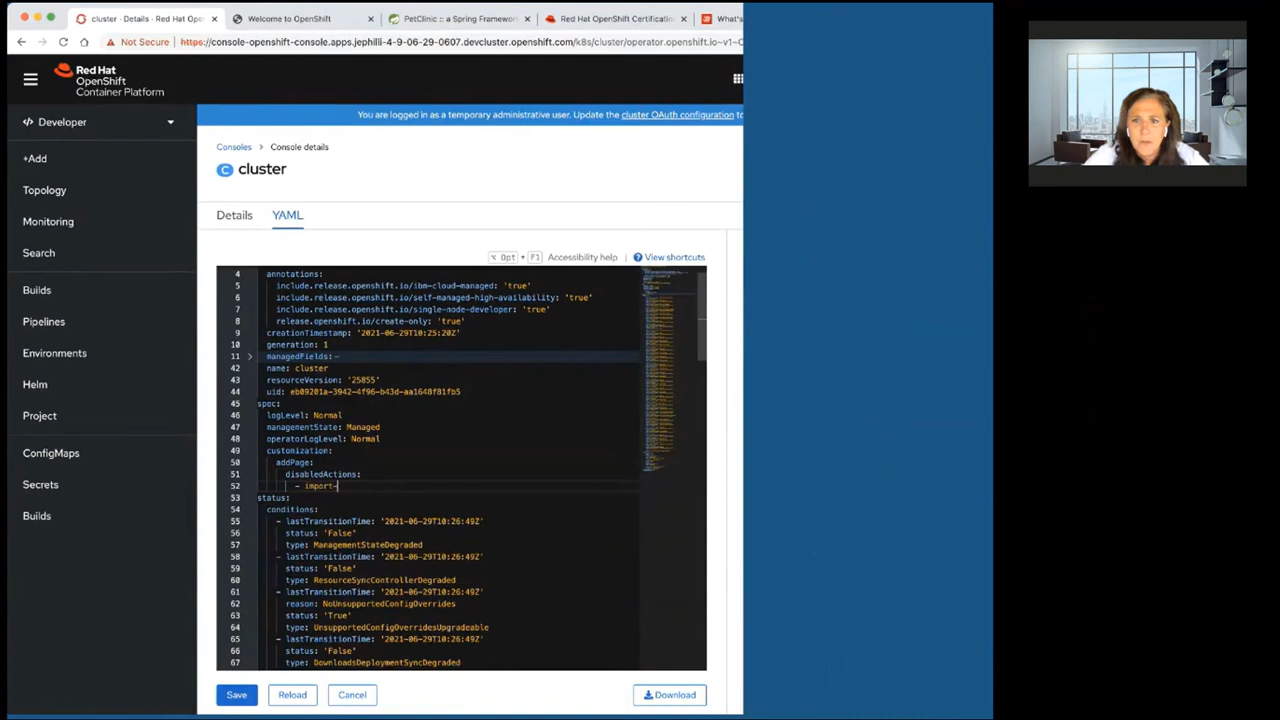 cluster - Details · Red Hat Ope
Welcome to OpenShift
PetClinic :: a Spring Framewor
Red Hat OpenShift Certification
What's
Not Secure
https://console-openshift-console.apps.jephilli-4-9-06-29-0607.devcluster.openshift.com/k8s/cluster/operator.openshift.io~v1~C
Red Hat
OpenShift
Container Platform
You are logged in as a temporary administrative user. Update the cluster OAuth configuration to
</> Developer
+Add
Topology
Monitoring
Search
Builds
Pipelines
Environments
Helm
Project
ConfigMaps
Secrets
Builds
Consoles > Console details
C cluster
Details YAML
⌥ Opt + F1 Accessibility help | View shortcuts
4 annotations:
5 include.release.openshift.io/ibm-cloud-managed: 'true'
6 include.release.openshift.io/self-managed-high-availability: 'true'
7 include.release.openshift.io/single-node-developer: 'true'
8 release.openshift.io/create-only: 'true'
9 creationTimestamp: '2021-06-29T10:25:20Z'
10 generation: 1
11 managedFields: ⋯
42 name: cluster
43 resourceVersion: '25855'
44 uid: eb09201a-3942-4f96-b43d-aa1648f81fb5
45 spec:
46 logLevel: Normal
47 managementState: Managed
48 operatorLogLevel: Normal
49 customization:
50 addPage:
51 disabledActions:
52 - import-
53 status:
54 conditions:
55 - lastTransitionTime: '2021-06-29T10:26:49Z'
56 status: 'False'
57 type: ManagementStateDegraded
58 - lastTransitionTime: '2021-06-29T10:26:49Z'
59 status: 'False'
60 type: ResourceSyncControllerDegraded
61 - lastTransitionTime: '2021-06-29T10:26:49Z'
62 reason: NoUnsupportedConfigOverrides
63 status: 'True'
64 type: UnsupportedConfigOverridesUpgradeable
65 - lastTransitionTime: '2021-06-29T10:26:49Z'
66 status: 'False'
67 type: DownloadsDeploymentSyncDegraded
Save Reload Cancel Download